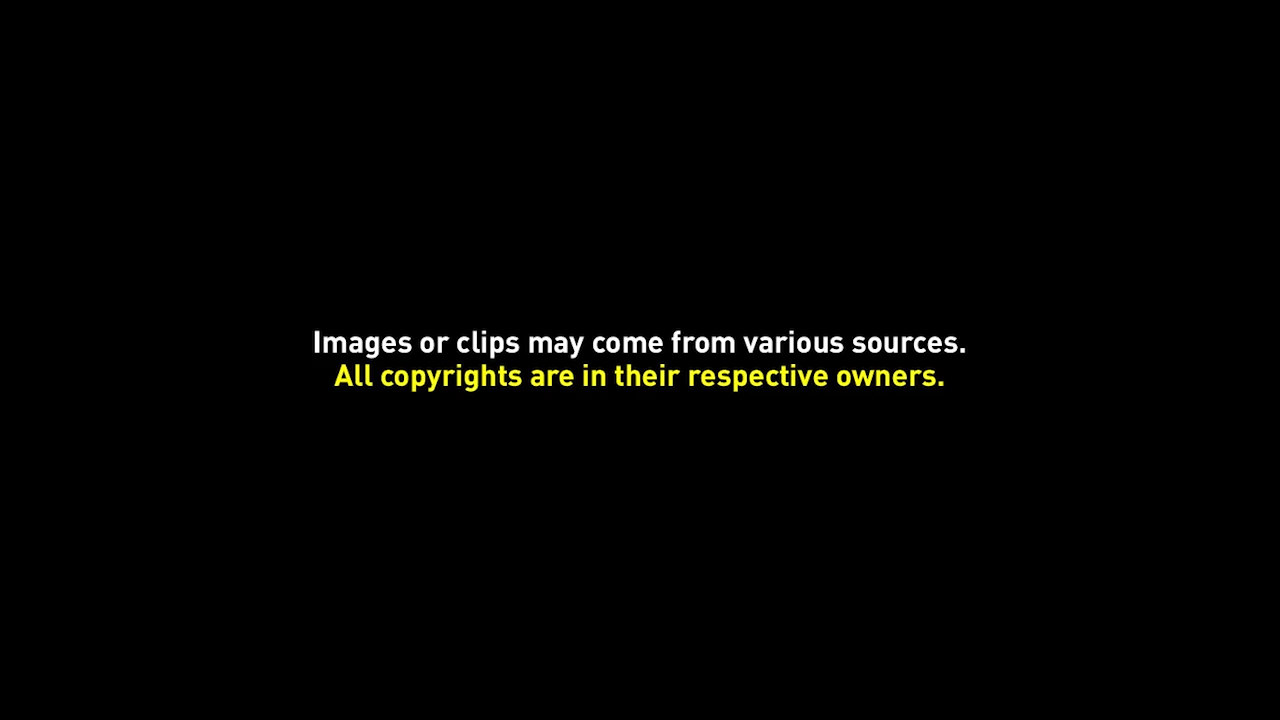 Images or clips may come from various sources.
All copyrights are in their respective owners.